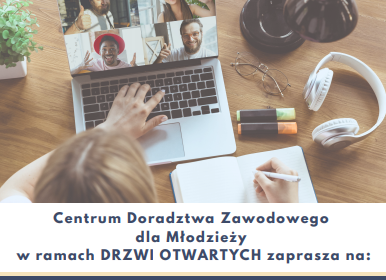 Centrum Doradztwa Zawodowego
dla Młodzieży
w ramach DRZWI OTWARTYCH zaprasza na: